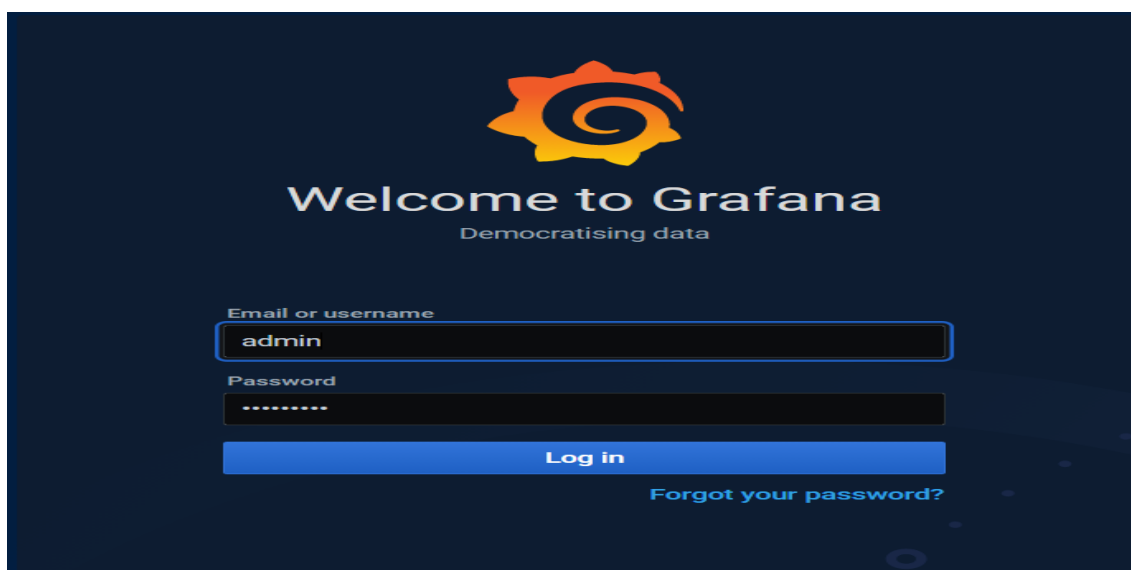 Welcome to Grafana
Democratising data
Email or username
admin
Password
•••••••••
Log in
Forgot your password?